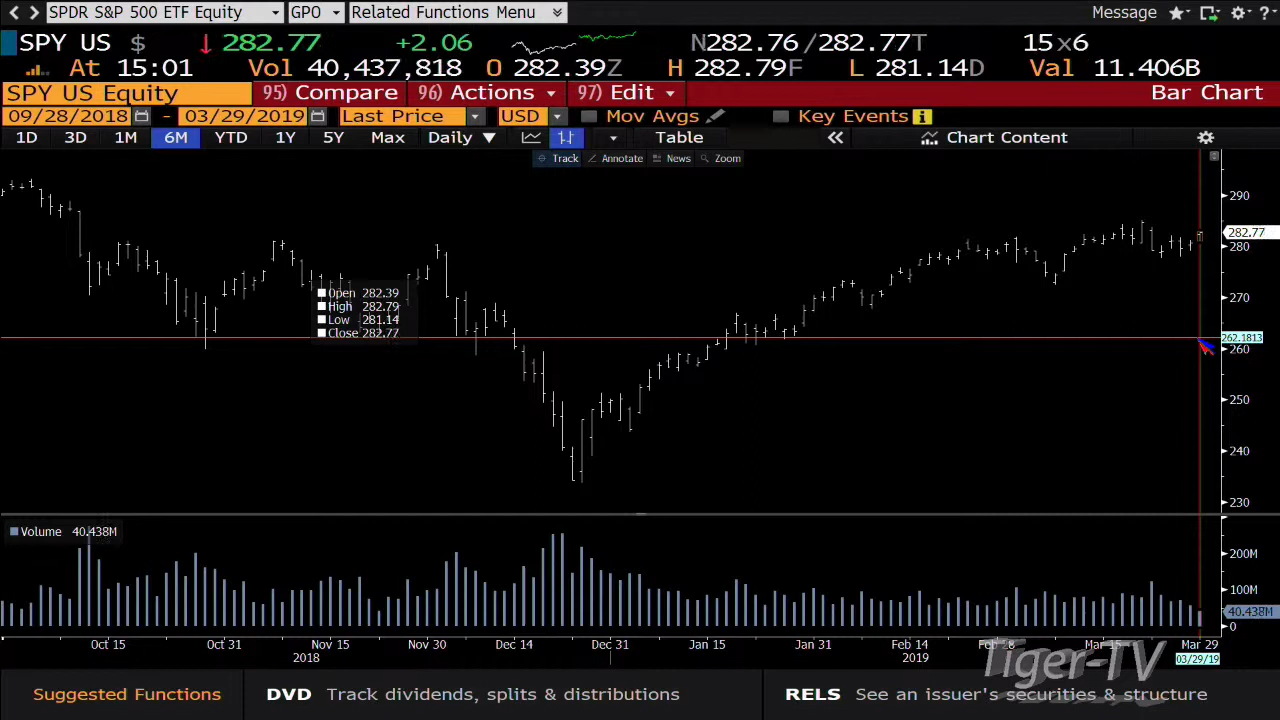 SPDR S&P 500 ETF Equity GPO Related Functions Menu Message ?
SPY US $ ↓ 282.77 +2.06 N282.76/282.77T 15x6
At 15:01 Vol 40,437,818 O 282.39Z H 282.79F L 281.14D Val 11.406B
SPY US Equity 95) Compare 96) Actions 97) Edit Bar Chart
09/28/2018 - 03/29/2019 Last Price USD Mov Avgs Key Events i
1D 3D 1M 6M YTD 1Y 5Y Max Daily ▼ Table « Chart Content
Track Annotate News Zoom
290
282.77
280
270
262.1813
260
250
240
230
Open 282.39
High 282.79
Low 281.14
Close 282.77
Volume 40.438M
200M
100M
40.438M
0
Oct 15 Oct 31 Nov 15 Nov 30 Dec 14 Dec 31 Jan 15 Jan 31 Feb 14 Feb 28 Mar 15 Mar 29
2018 2019 03/29/19
Tiger-TV
Suggested Functions DVD Track dividends, splits & distributions RELS See an issuer's securities & structure